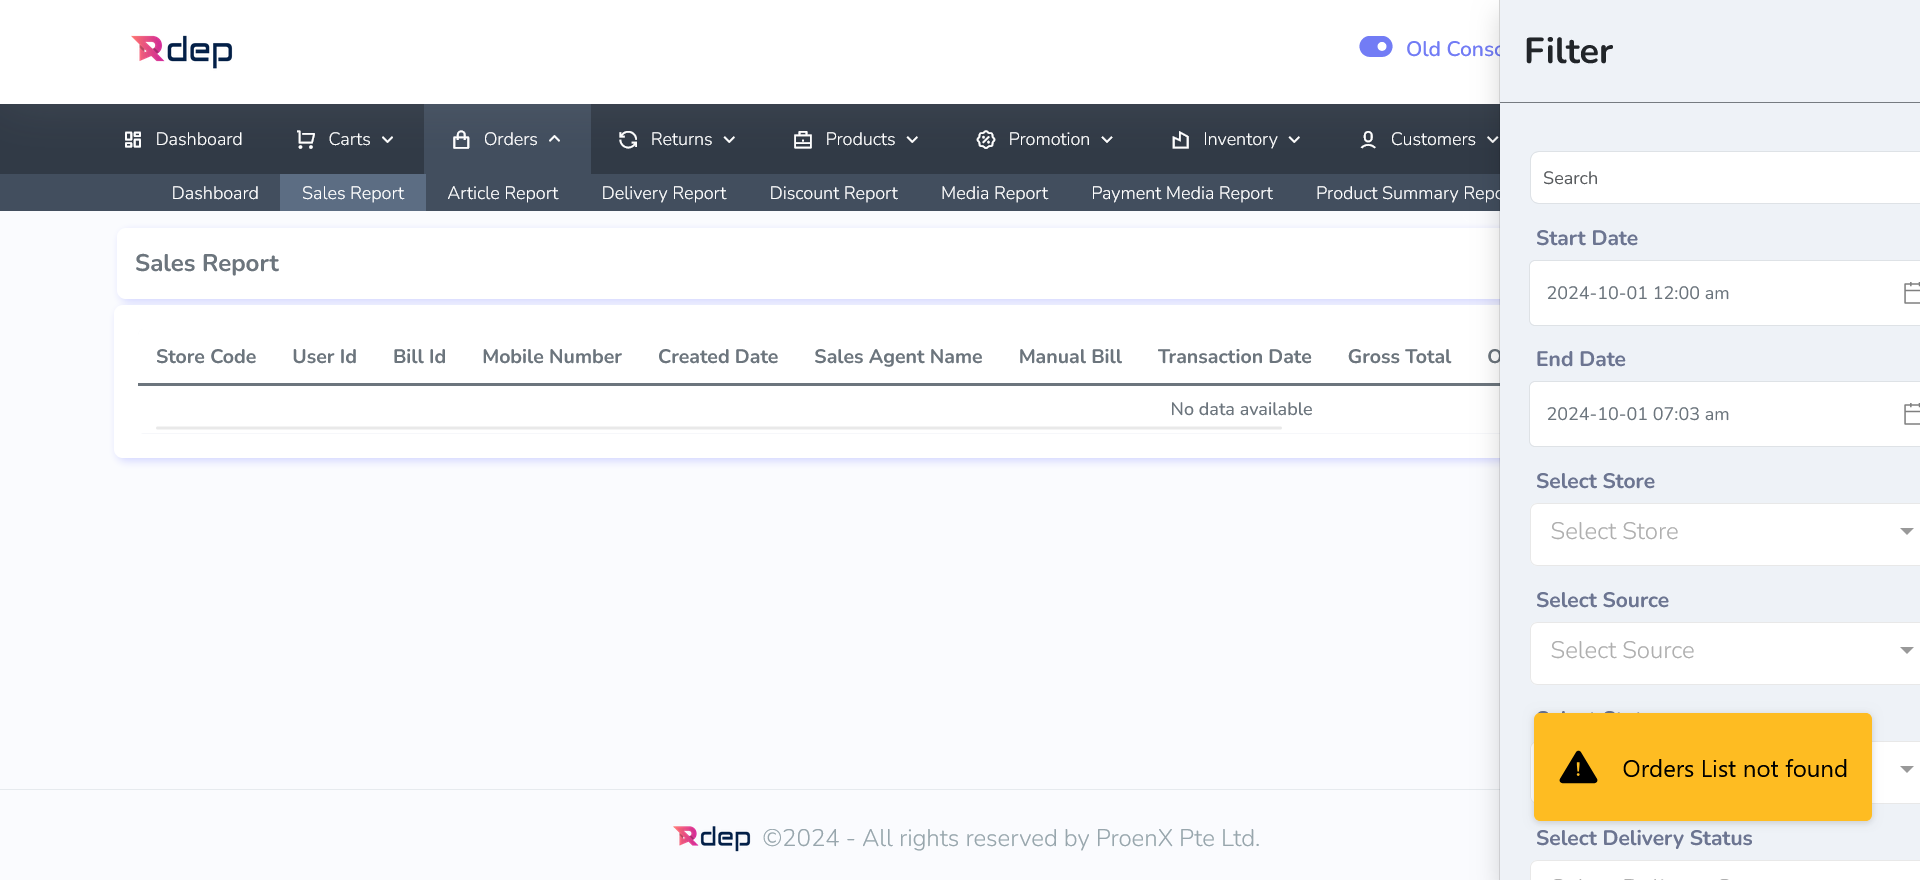 Rdep
Old Conso
Filter
Dashboard Carts Orders Returns Products Promotion Inventory Customers
Dashboard Sales Report Article Report Delivery Report Discount Report Media Report Payment Media Report Product Summary Repo
Sales Report
Store Code User Id Bill Id Mobile Number Created Date Sales Agent Name Manual Bill Transaction Date Gross Total O
No data available
Search
Start Date
2024-10-01 12:00 am
End Date
2024-10-01 07:03 am
Select Store
Select Store
Select Source
Select Source
Orders List not found
Select Delivery Status
Rdep ©2024 - All rights reserved by ProenX Pte Ltd.